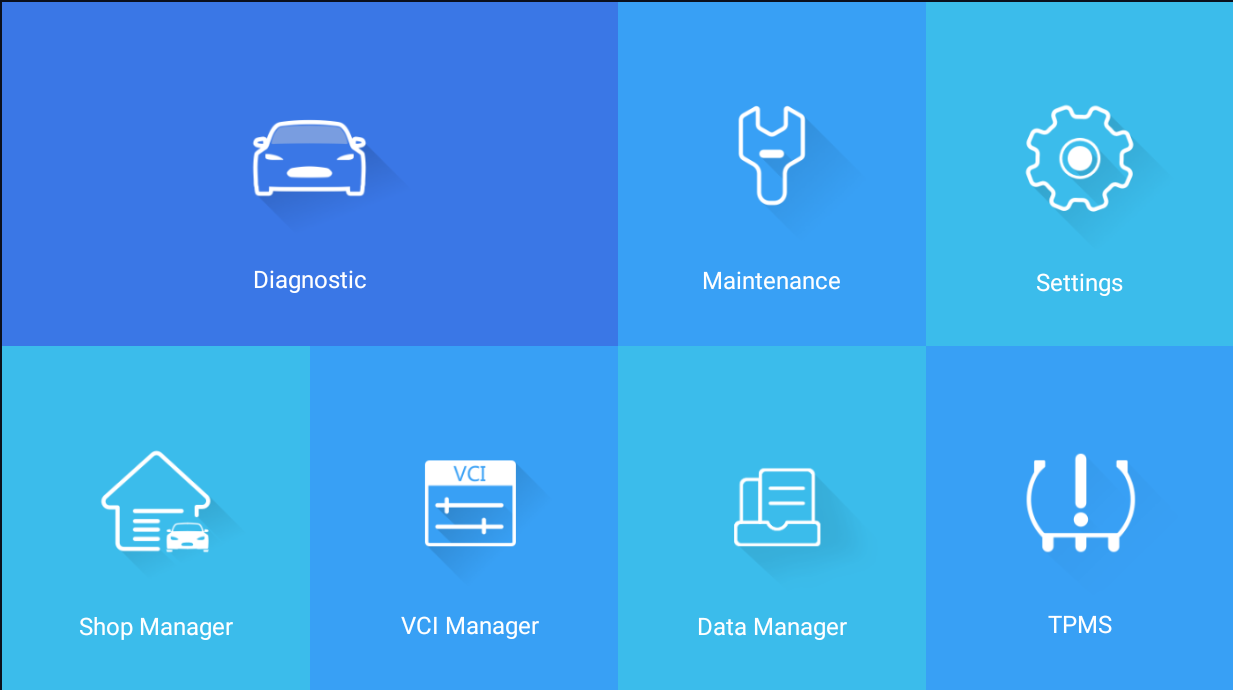 Diagnostic
Maintenance
Settings
VCI
Shop Manager
VCI Manager
Data Manager
TPMS